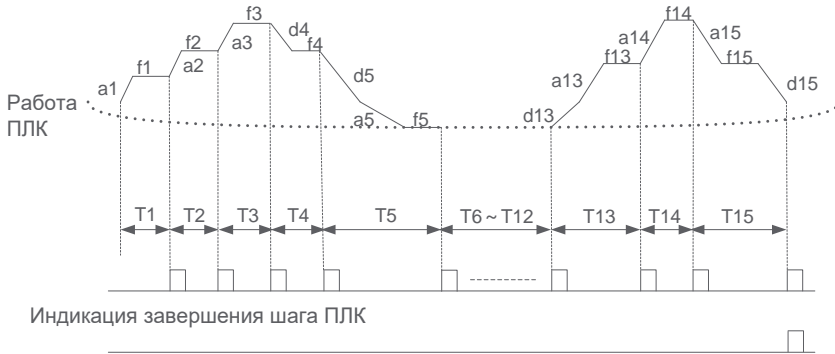 f3
f14
f2
a3
d4
f4
a14
a15
f1
a2
f13
f15
a1
d5
a13
d15
Работа
ПЛК
a5
f5
d13
T1
T2
T3
T4
T5
T6 ~ T12
T13
T14
T15
Индикация завершения шага ПЛК